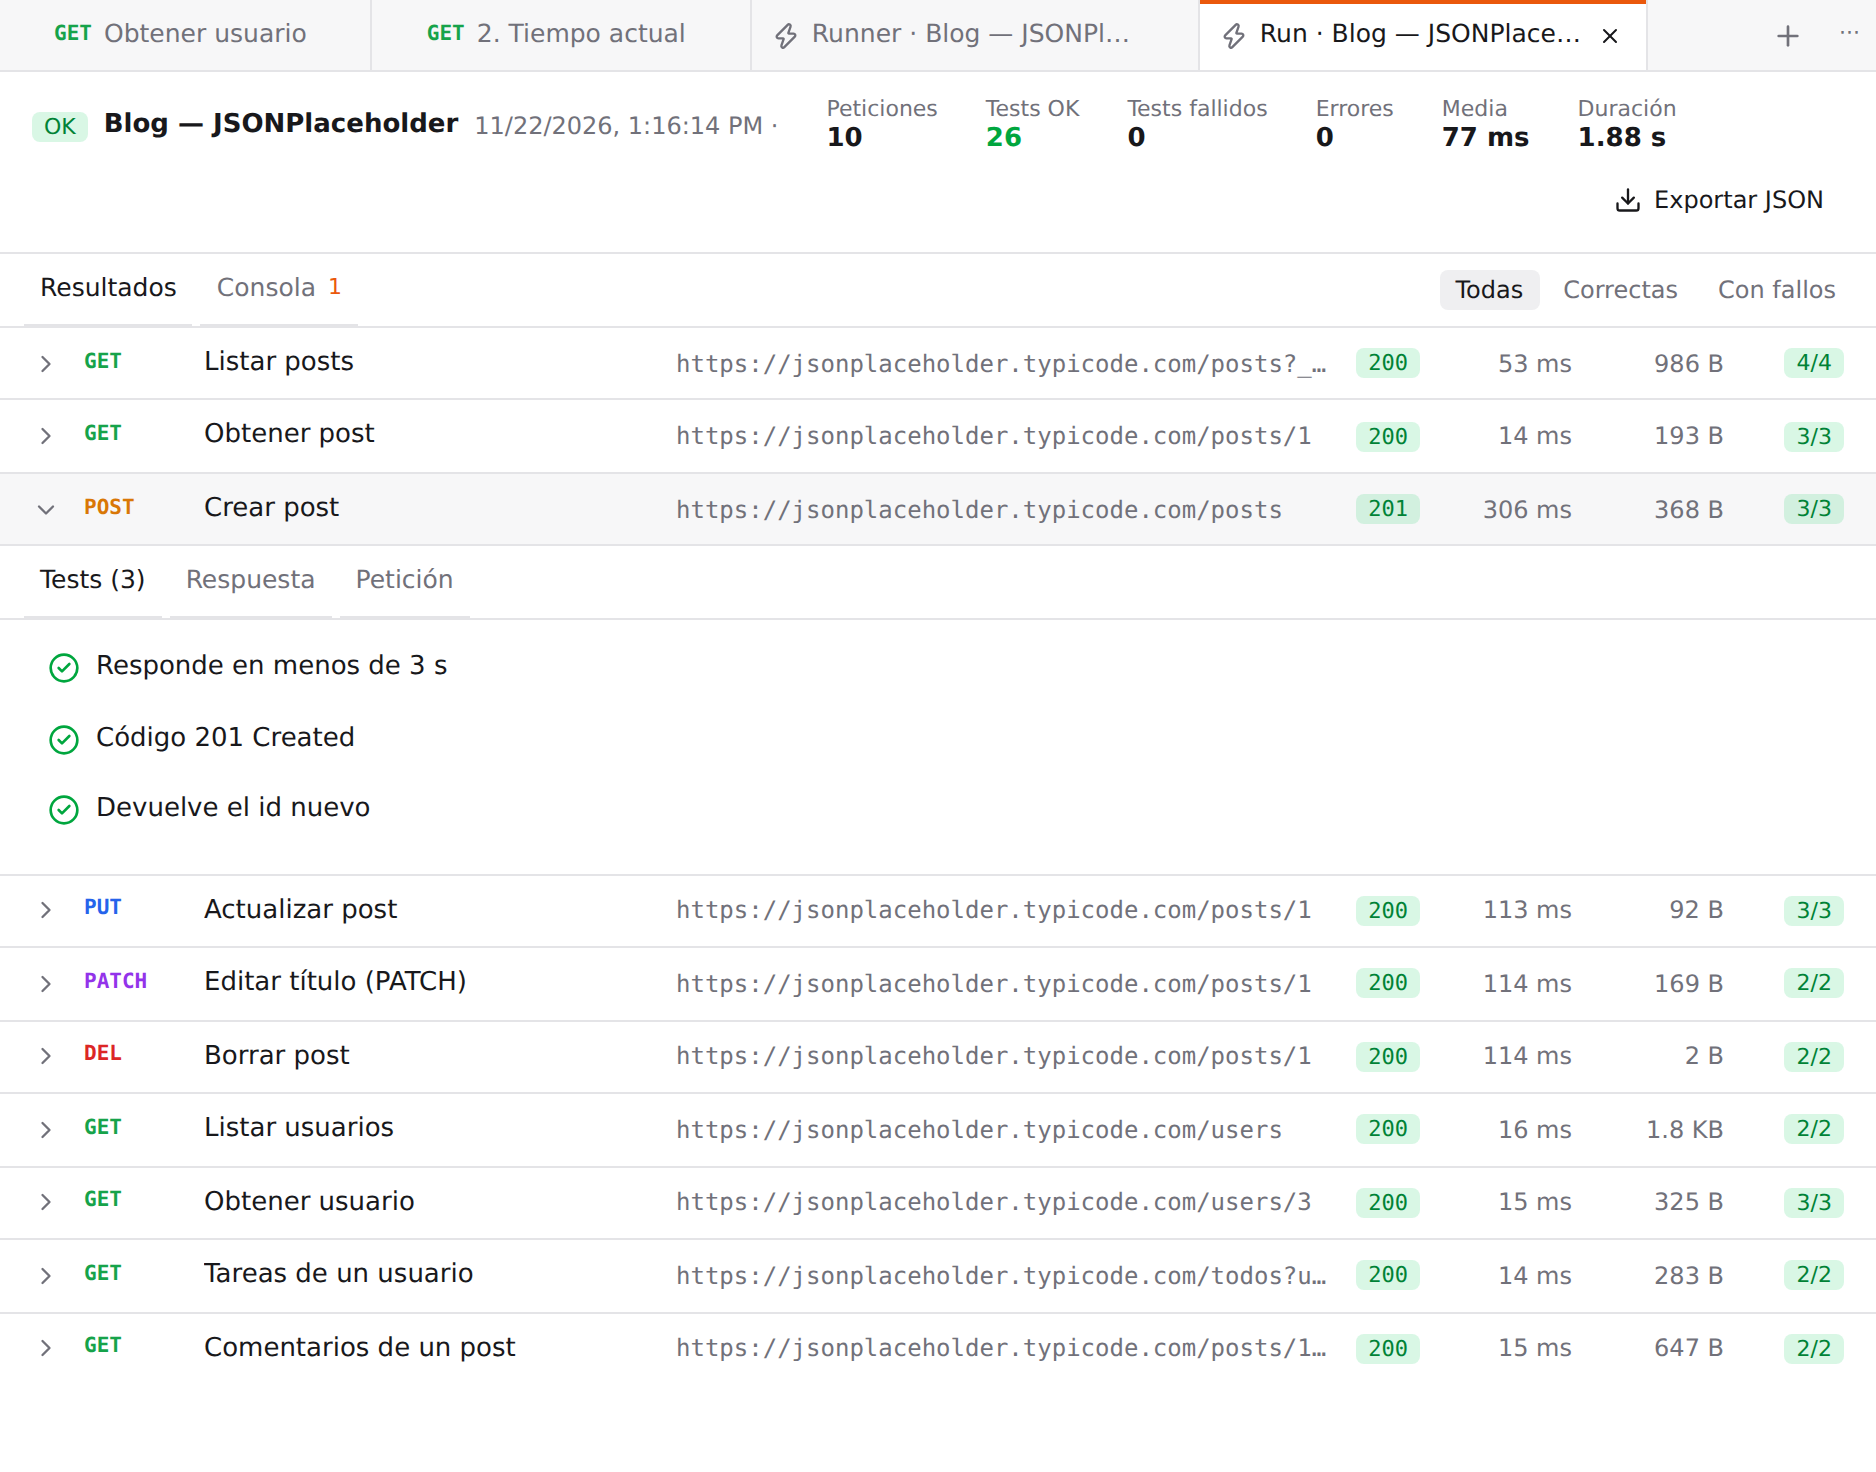 GET Obtener usuario
GET 2. Tiempo actual
Runner · Blog — JSONPl…
Run · Blog — JSONPlace…
OK Blog — JSONPlaceholder 11/22/2026, 1:16:14 PM ·
Peticiones Tests OK Tests fallidos Errores Media Duración
10 26 0 0 77 ms 1.88 s
Exportar JSON
Resultados Consola 1 Todas Correctas Con fallos
GET Listar posts https://jsonplaceholder.typicode.com/posts?_… 200 53 ms 986 B 4/4
GET Obtener post https://jsonplaceholder.typicode.com/posts/1 200 14 ms 193 B 3/3
POST Crear post https://jsonplaceholder.typicode.com/posts 201 306 ms 368 B 3/3
Tests (3) Respuesta Petición
Responde en menos de 3 s
Código 201 Created
Devuelve el id nuevo
PUT Actualizar post https://jsonplaceholder.typicode.com/posts/1 200 113 ms 92 B 3/3
PATCH Editar título (PATCH) https://jsonplaceholder.typicode.com/posts/1 200 114 ms 169 B 2/2
DEL Borrar post https://jsonplaceholder.typicode.com/posts/1 200 114 ms 2 B 2/2
GET Listar usuarios https://jsonplaceholder.typicode.com/users 200 16 ms 1.8 KB 2/2
GET Obtener usuario https://jsonplaceholder.typicode.com/users/3 200 15 ms 325 B 3/3
GET Tareas de un usuario https://jsonplaceholder.typicode.com/todos?u… 200 14 ms 283 B 2/2
GET Comentarios de un post https://jsonplaceholder.typicode.com/posts/1… 200 15 ms 647 B 2/2